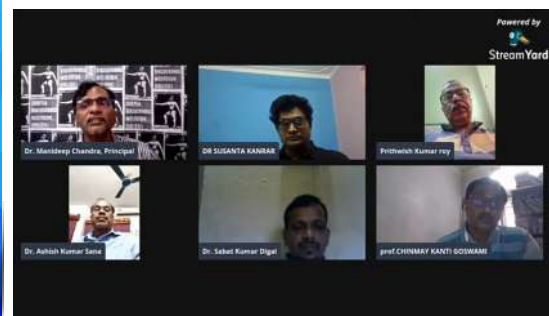 Powered by
StreamYard
Dr. Manideep Chandra, Principal
DR SUSANTA KANRAR
Prithwish Kumar roy
Dr. Ashish Kumar Sana
Dr. Sabat Kumar Digal
prof.CHINMAY KANTI GOSWAMI